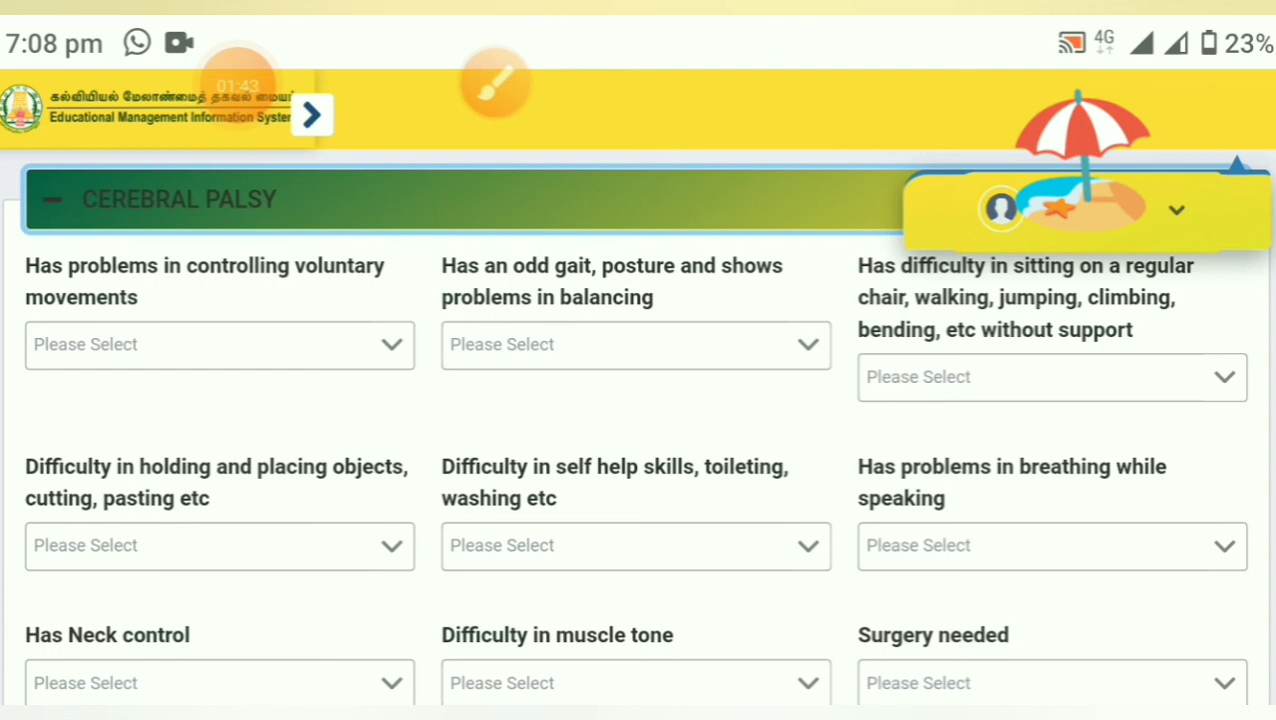 7:08 pm
4G
23%
01:43
கல்வியியல் மேலாண்மைத் தகவல்
Educational Management Information
CEREBRAL PALSY
Has problems in controlling voluntary
movements
Please Select
Has an odd gait, posture and shows
problems in balancing
Please Select
Has difficulty in sitting on a regular
chair, walking, jumping, climbing,
bending, etc without support
Please Select
Difficulty in holding and placing objects,
cutting, pasting etc
Please Select
Difficulty in self help skills, toileting,
washing etc
Please Select
Has problems in breathing while
speaking
Please Select
Has Neck control
Please Select
Difficulty in muscle tone
Please Select
Surgery needed
Please Select